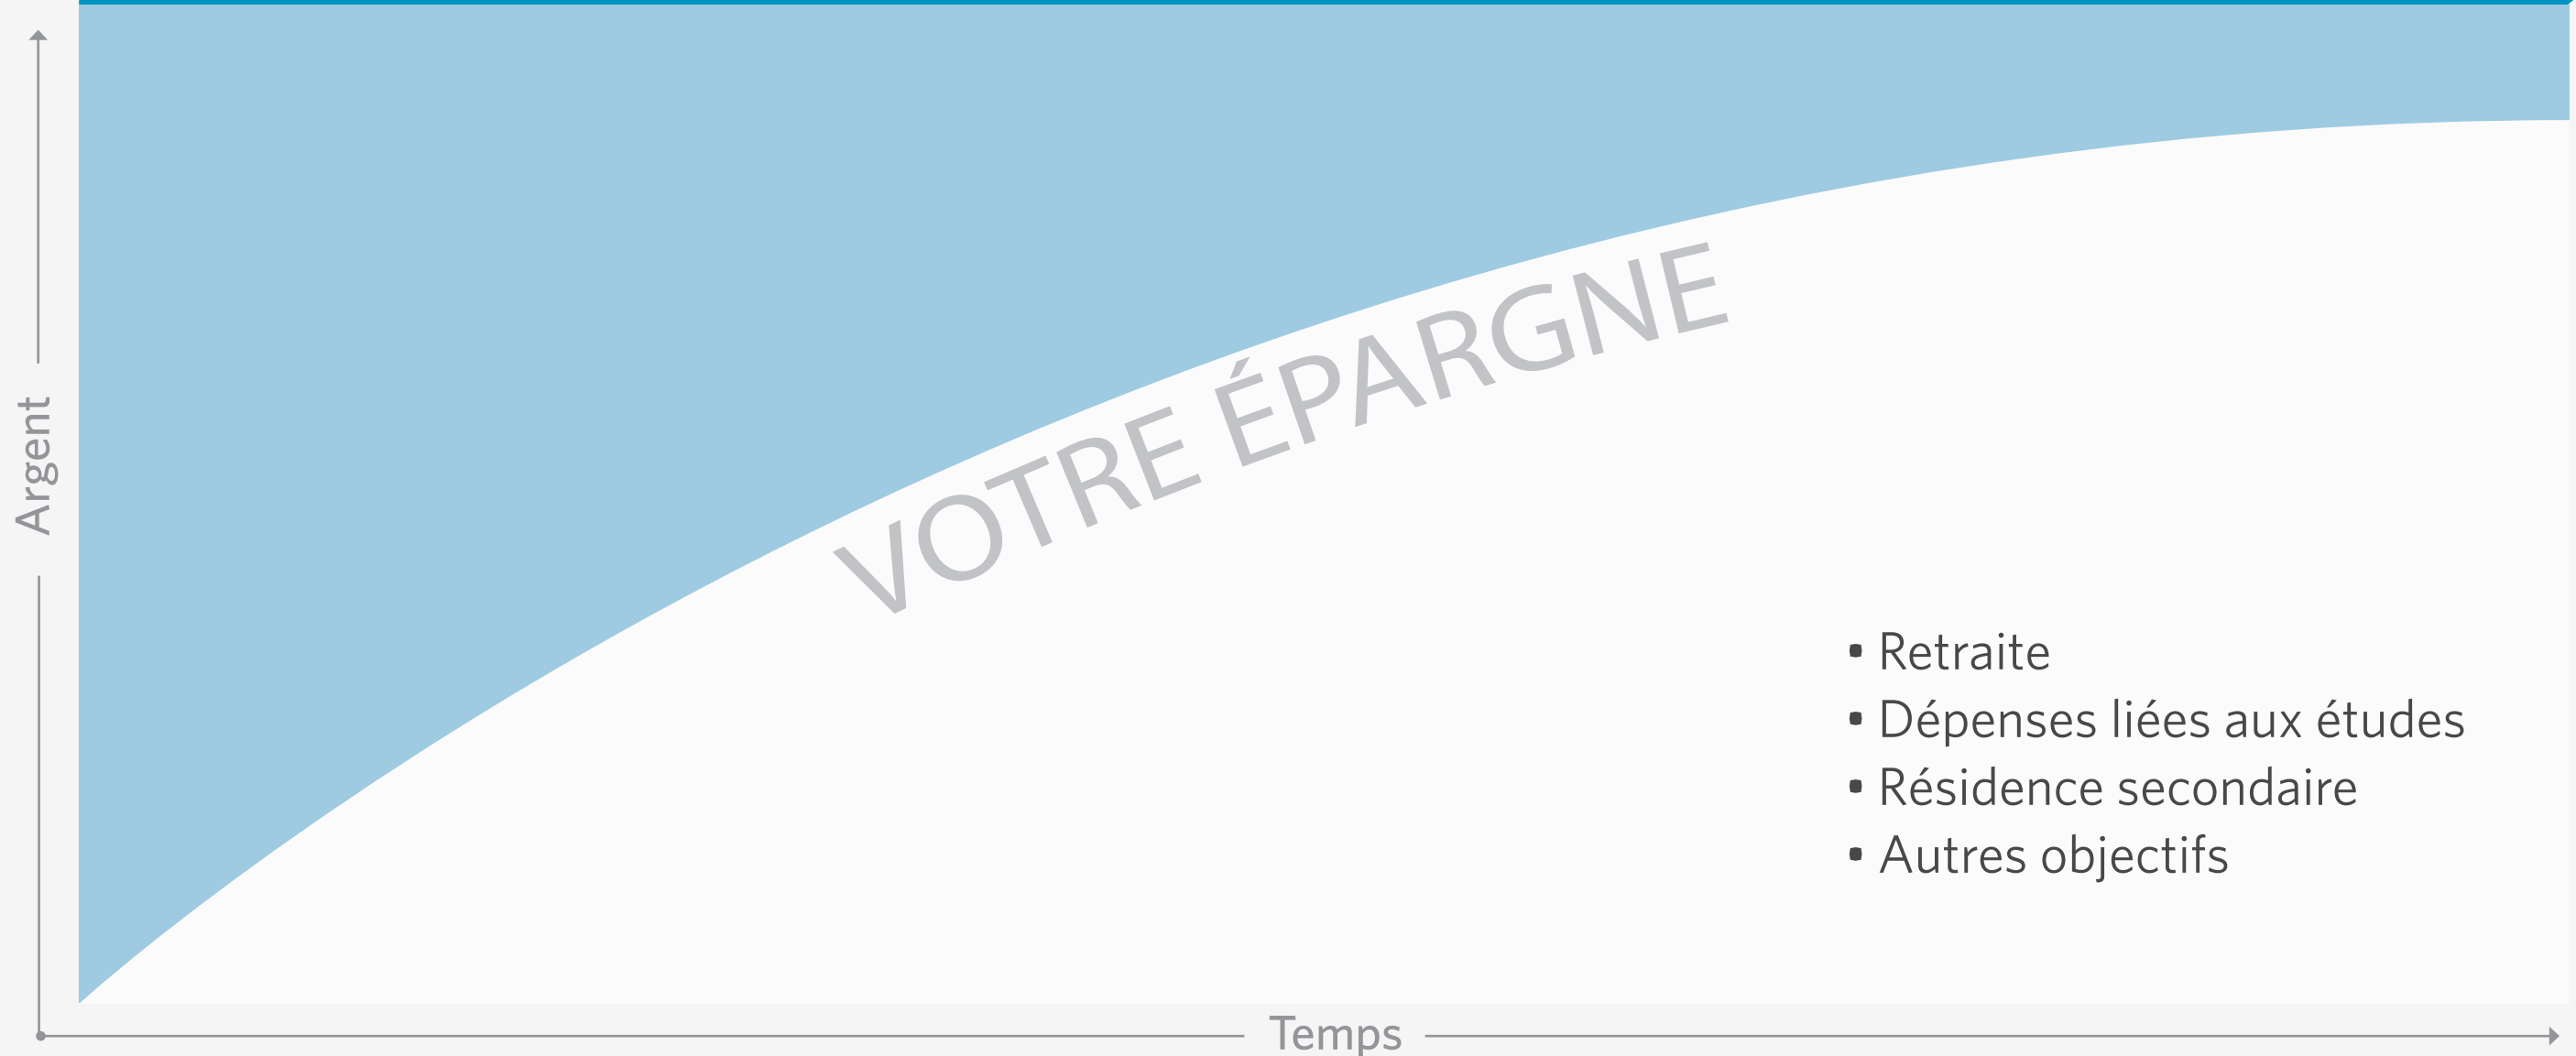 Argent
VOTRE ÉPARGNE
• Retraite
• Dépenses liées aux études
• Résidence secondaire
• Autres objectifs
Temps